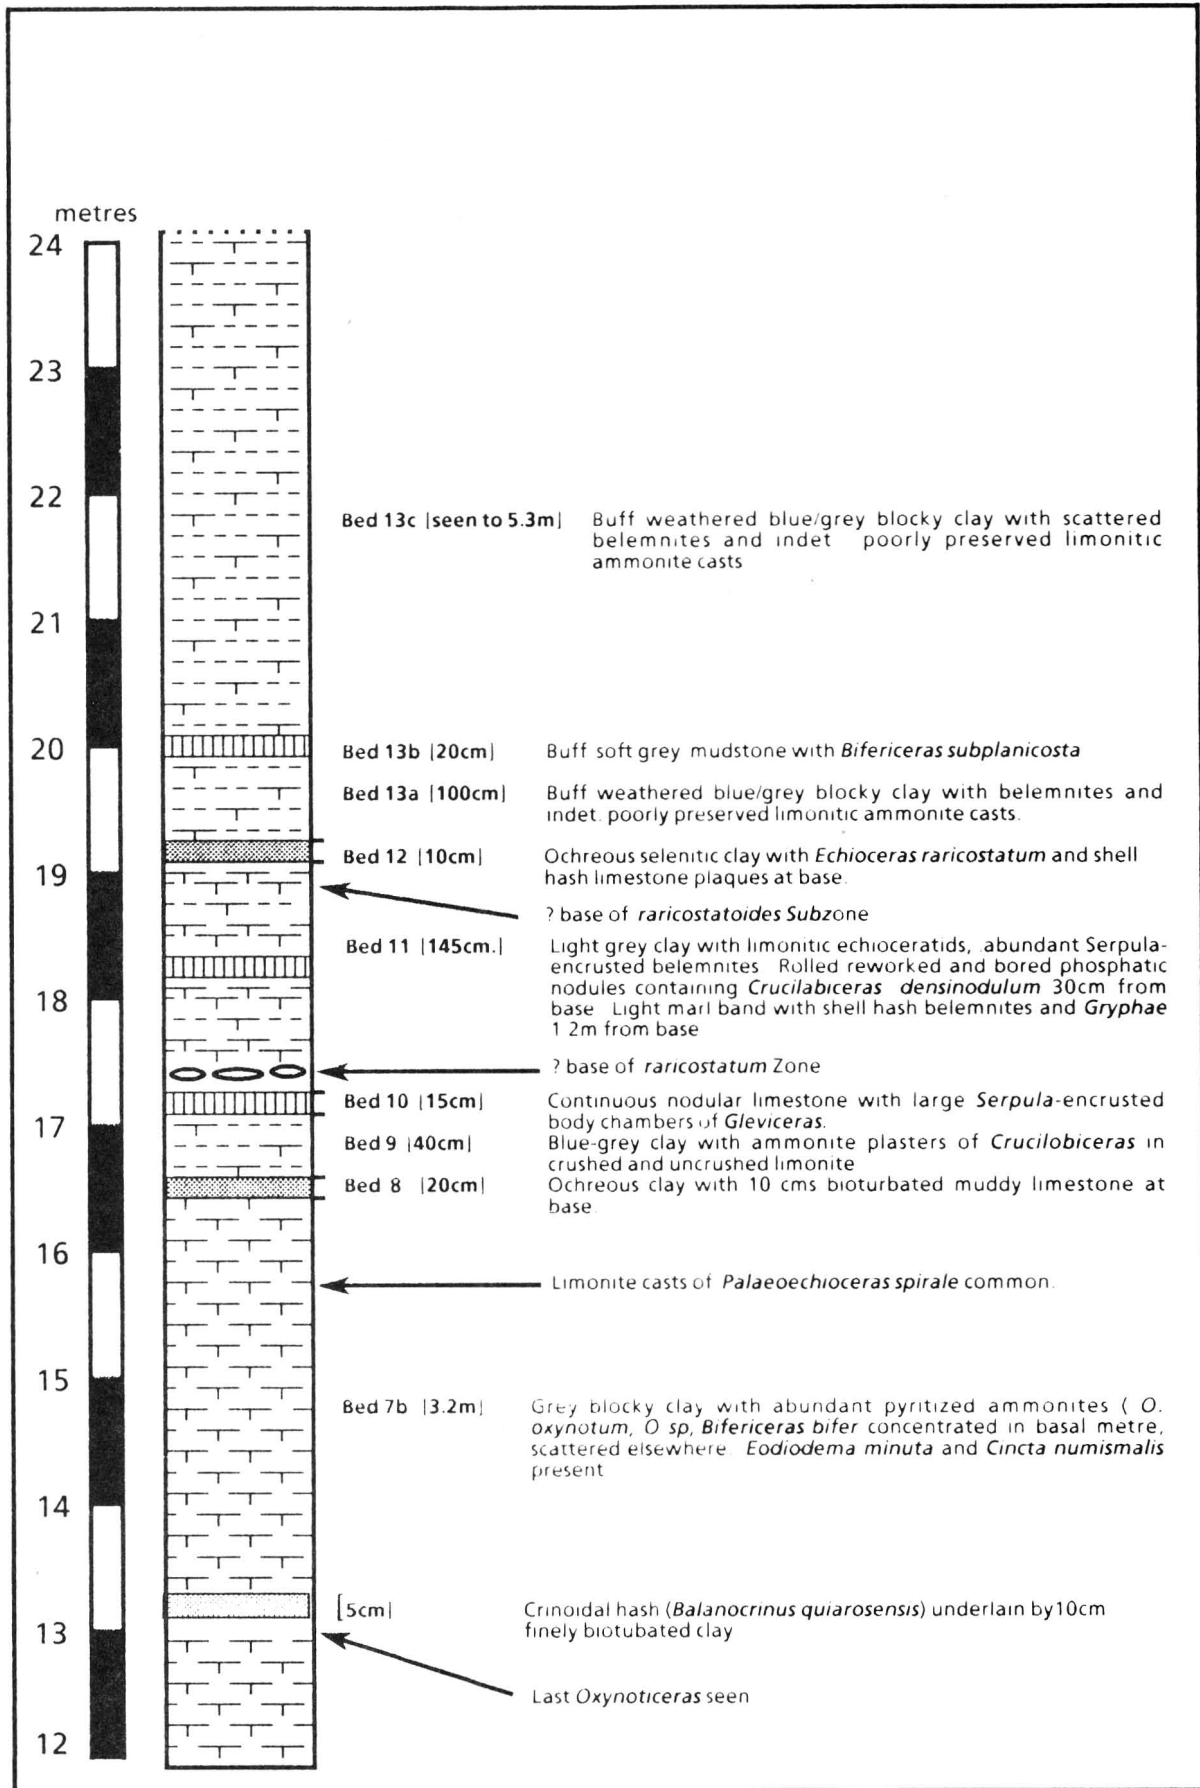 metres
24
23
22
Bed 13c |seen to 5.3m| Buff weathered blue/grey blocky clay with scattered
belemnites and indet poorly preserved limonitic
ammonite casts
21
20
Bed 13b |20cm| Buff soft grey mudstone with Bifericeras subplanicosta
Bed 13a |100cm| Buff weathered blue/grey blocky clay with belemnites and
indet. poorly preserved limonitic ammonite casts.
19
Bed 12 |10cm| Ochreous selenitic clay with Echioceras raricostatum and shell
hash limestone plaques at base.
? base of raricostatoides Subzone
Bed 11 |145cm.| Light grey clay with limonitic echioceratids, abundant Serpula-
encrusted belemnites Rolled reworked and bored phosphatic
nodules containing Crucilabiceras densinodulum 30cm from
base Light marl band with shell hash belemnites and Gryphae
1 2m from base
18
? base of raricostatum Zone
17
Bed 10 |15cm| Continuous nodular limestone with large Serpula-encrusted
body chambers of Gleviceras.
Bed 9 |40cm| Blue-grey clay with ammonite plasters of Crucilobiceras in
crushed and uncrushed limonite
Bed 8 |20cm| Ochreous clay with 10 cms bioturbated muddy limestone at
base.
16
Limonite casts of Palaeoechioceras spirale common.
15
Bed 7b |3.2m| Grey blocky clay with abundant pyritized ammonites ( O.
oxynotum, O sp, Bifericeras bifer concentrated in basal metre,
scattered elsewhere Eodiodema minuta and Cincta numismalis
present
14
[5cm| Crinoidal hash (Balanocrinus quiarosensis) underlain by 10cm
finely biotubated clay
13
Last Oxynoticeras seen
12